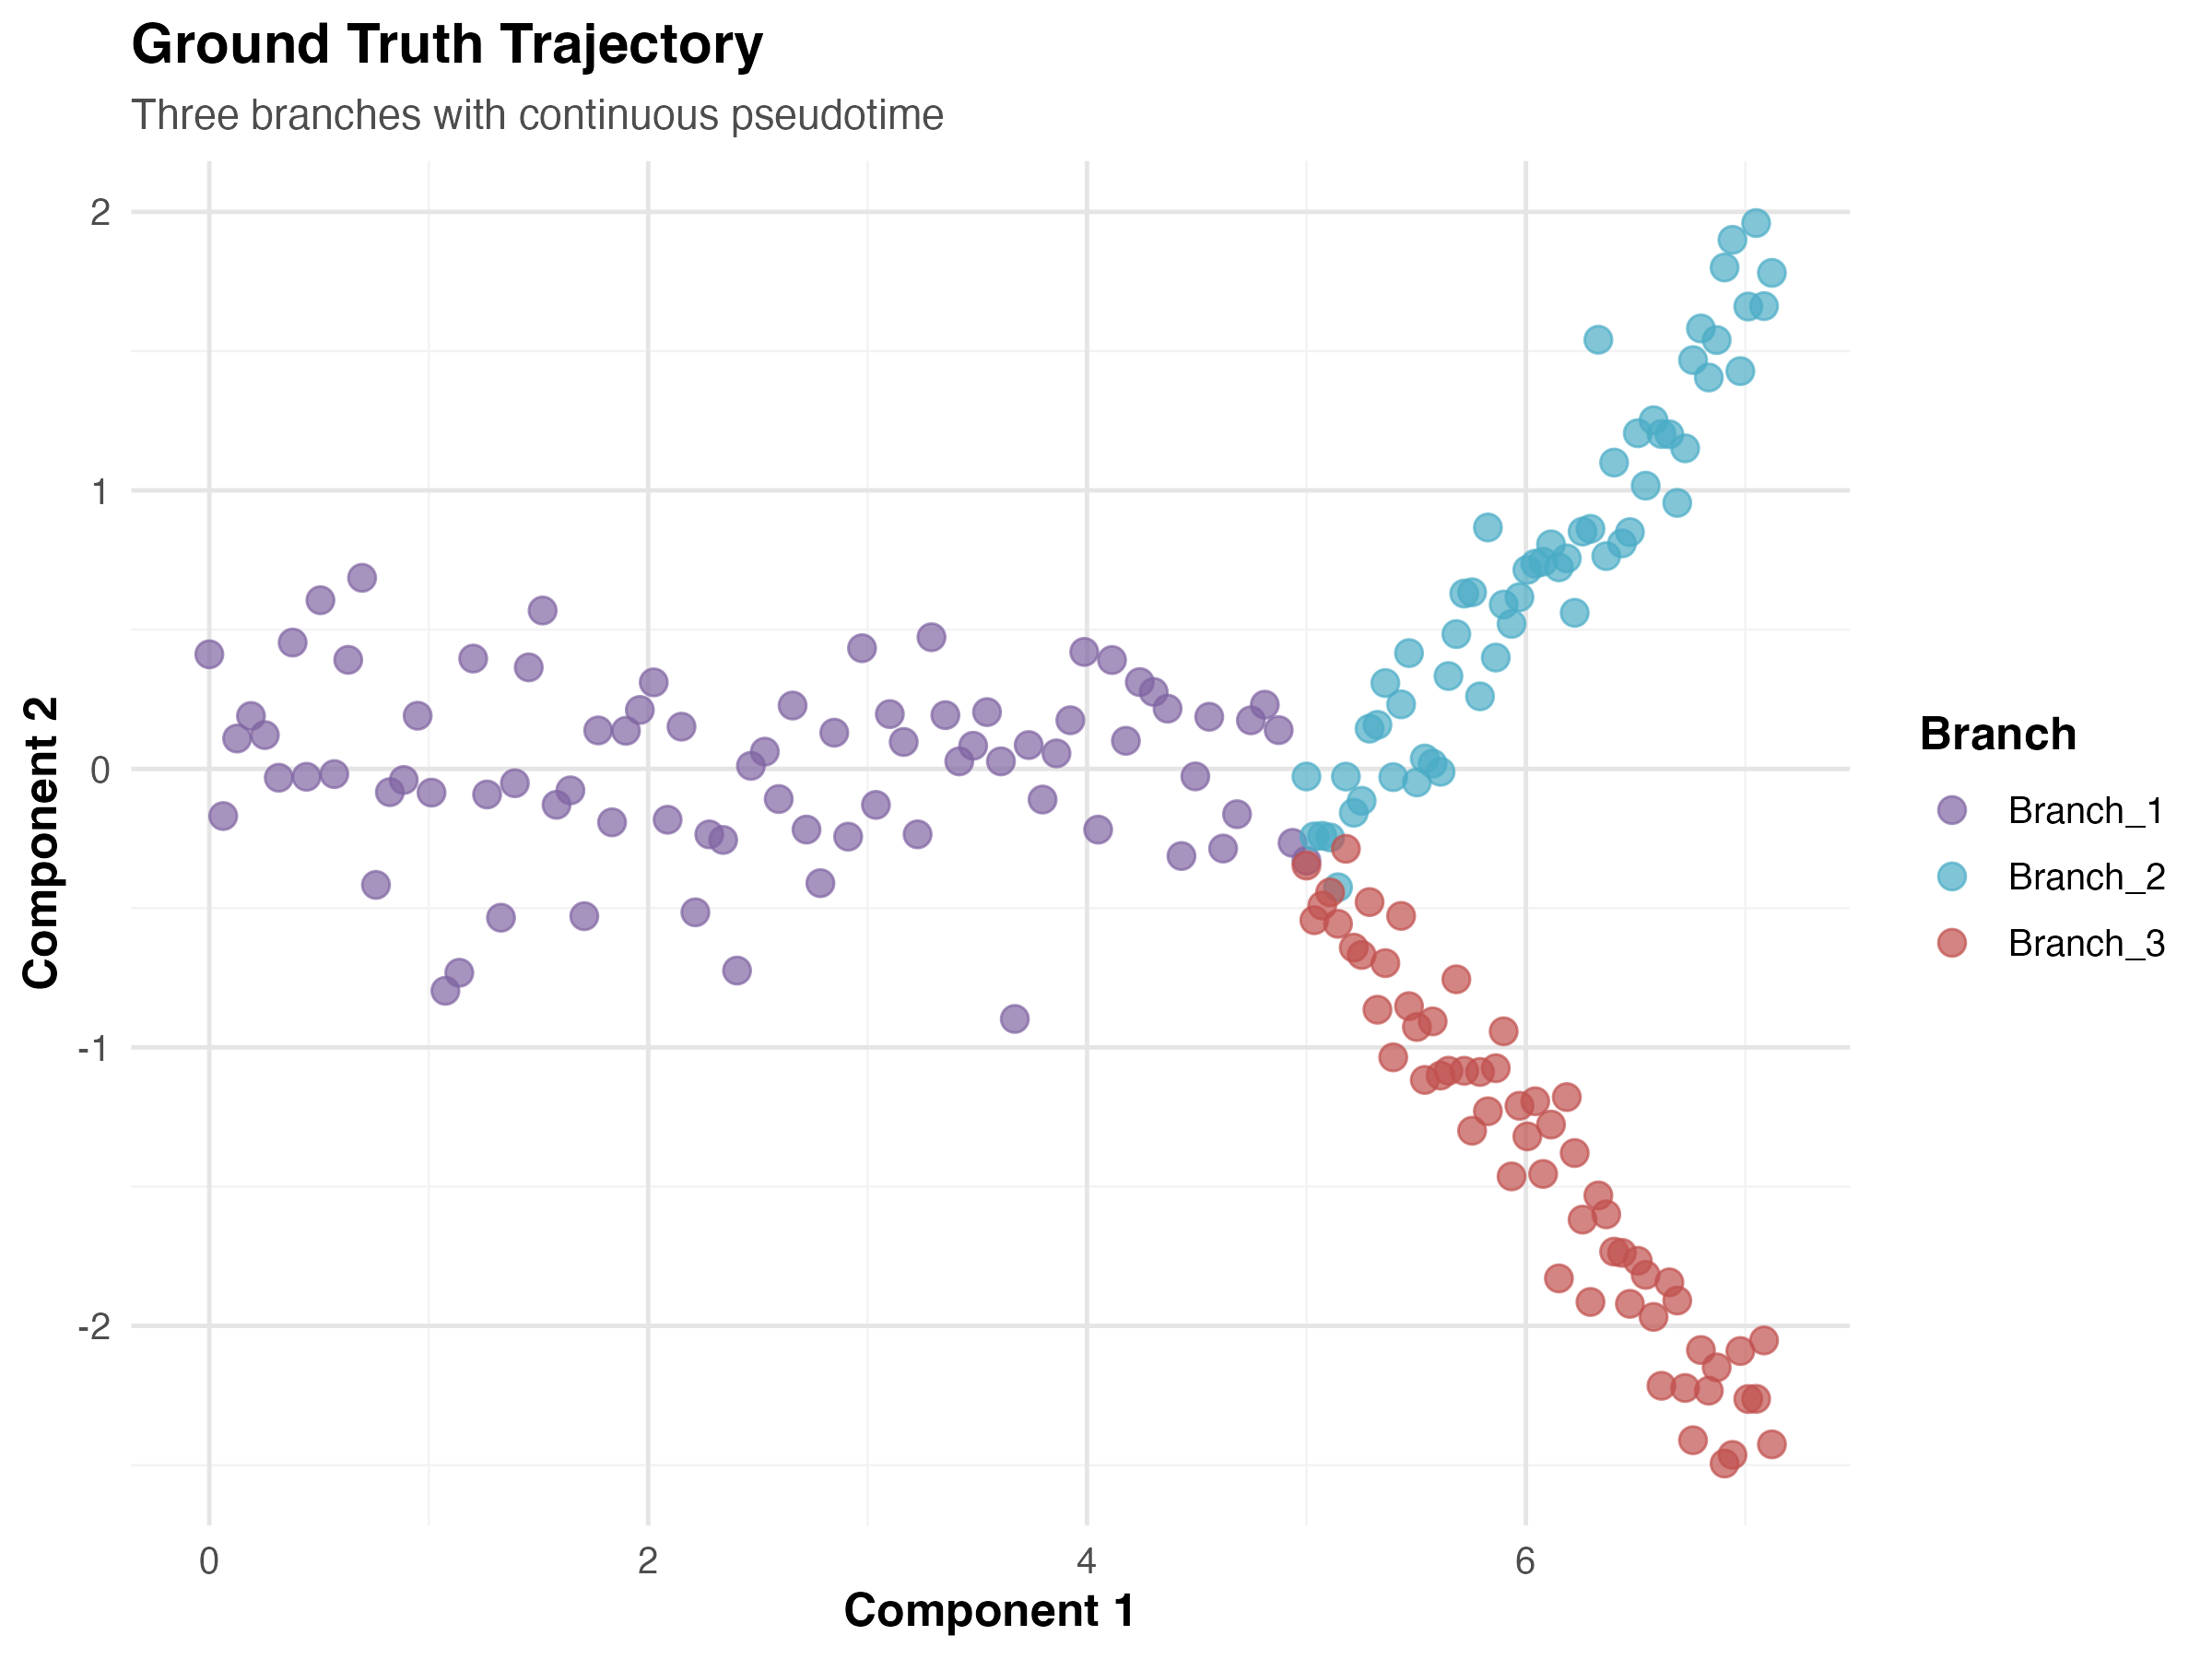 Ground Truth Trajectory
Three branches with continuous pseudotime
2
1
0
-1
-2
Component 2
0
2
4
6
Component 1
Branch
Branch_1
Branch_2
Branch_3